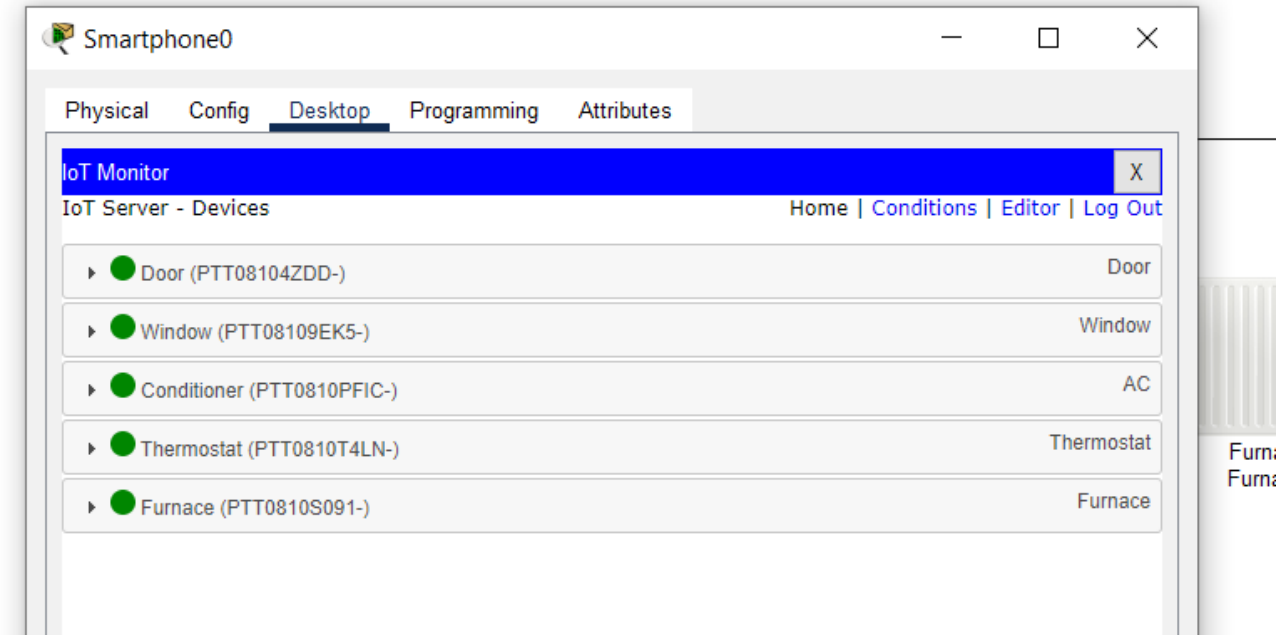 Smartphone0
Physical Config Desktop Programming Attributes
IoT Monitor X
IoT Server - Devices Home | Conditions | Editor | Log Out
Door (PTT08104ZDD-) Door
Window (PTT08109EK5-) Window
Conditioner (PTT0810PFIC-) AC
Thermostat (PTT0810T4LN-) Thermostat
Furnace (PTT0810S091-) Furnace